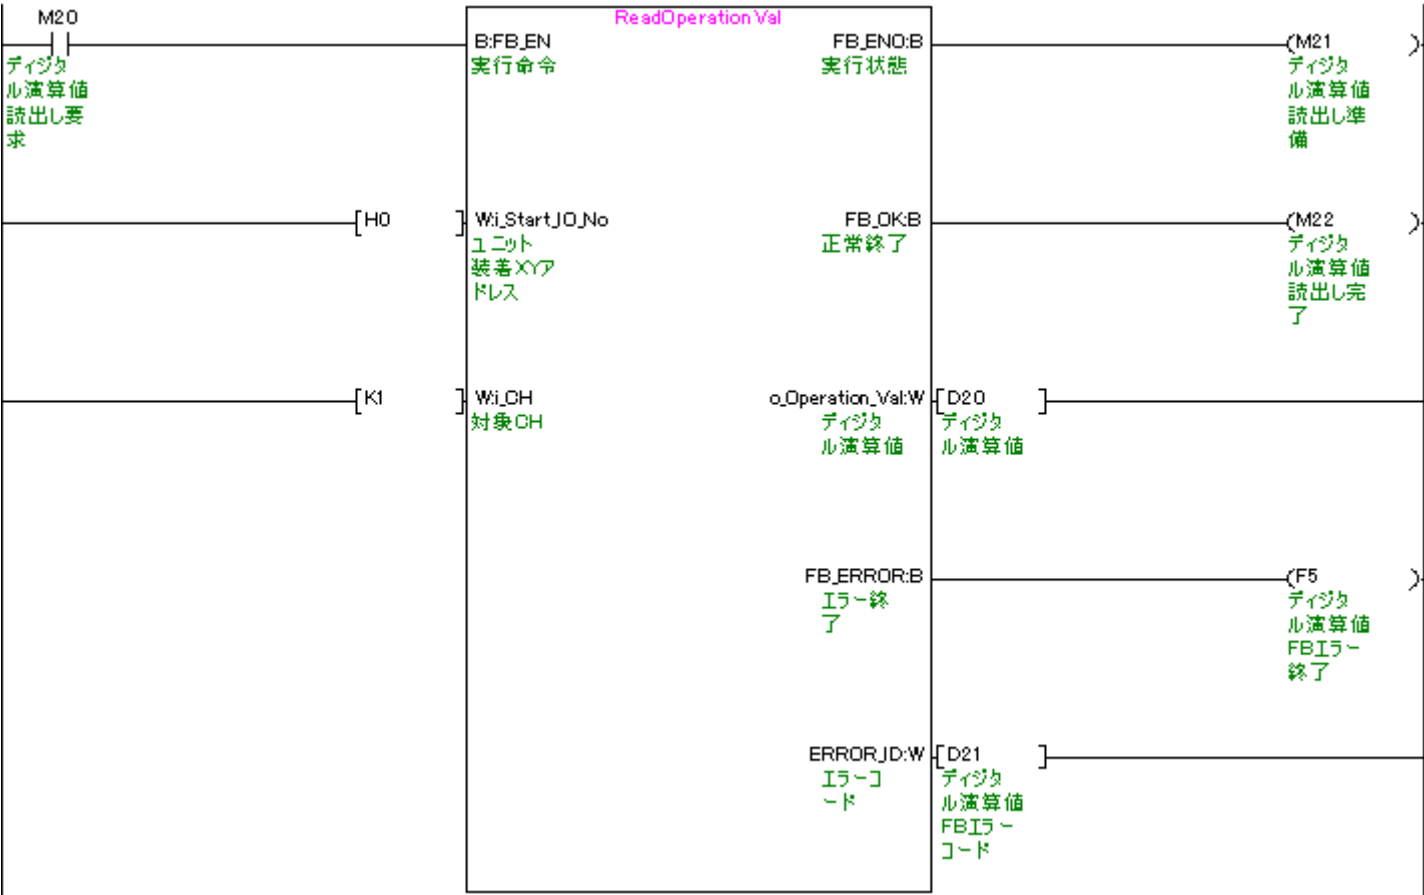 M20
ReadOperationVal
B:FB_EN
FB_ENO:B
(M21 )
ディジタ
ル演算値
読出し要
求
実行命令
実行状態
ディジタ
ル演算値
読出し準
備
[H0 ]
W:i_Start_IO_No
FB_OK:B
(M22 )
ユニット
装着XYア
ドレス
正常終了
ディジタ
ル演算値
読出し完
了
[K1 ]
W:i_CH
o_Operation_Val:W
[D20 ]
対象CH
ディジタ
ル演算値
ディジタ
ル演算値
FB_ERROR:B
(F5 )
エラー終
了
ディジタ
ル演算値
FBエラー
終了
ERROR_ID:W
[D21 ]
エラーコ
ード
ディジタ
ル演算値
FBエラー
コード